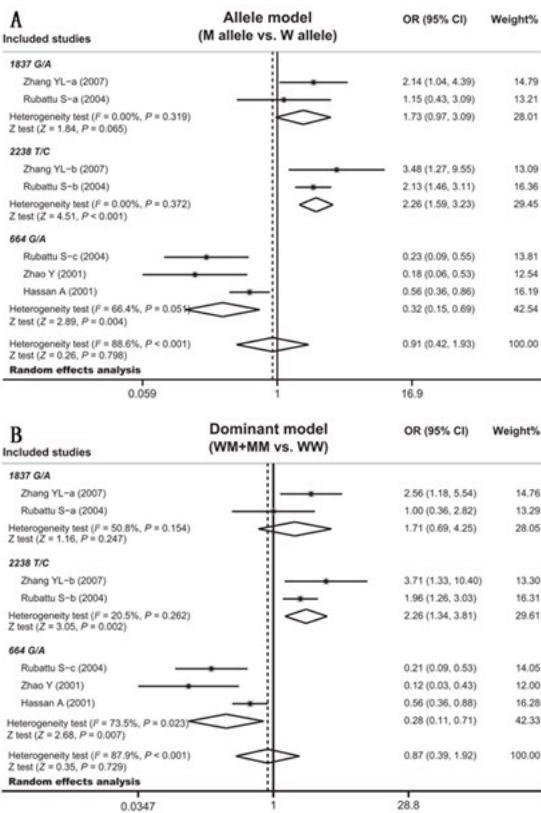 A
Allele model
(M allele vs. W allele)
Included studies OR (95% CI) Weight%
1837 G/A
Zhang YL-a (2007) 2.14 (1.04, 4.39) 14.79
Rubattu S-a (2004) 1.15 (0.43, 3.09) 13.21
Heterogeneity test (F = 0.00%, P = 0.319) 1.73 (0.97, 3.09) 28.01
Z test (Z = 1.84, P = 0.065)
2238 T/C
Zhang YL-b (2007) 3.48 (1.27, 9.55) 13.09
Rubattu S-b (2004) 2.13 (1.46, 3.11) 16.36
Heterogeneity test (F = 0.00%, P = 0.372) 2.26 (1.59, 3.23) 29.45
Z test (Z = 4.51, P < 0.001)
664 G/A
Rubattu S-c (2004) 0.23 (0.09, 0.55) 13.81
Zhao Y (2001) 0.18 (0.06, 0.53) 12.54
Hassan A (2001) 0.56 (0.36, 0.86) 16.19
Heterogeneity test (F = 66.4%, P = 0.051) 0.32 (0.15, 0.69) 42.54
Z test (Z = 2.89, P = 0.004)
Heterogeneity test (F = 88.6%, P < 0.001) 0.91 (0.42, 1.93) 100.00
Z test (Z = 0.26, P = 0.798)
Random effects analysis
0.059 1 16.9
B
Dominant model
(WM+MM vs. WW)
Included studies OR (95% CI) Weight%
1837 G/A
Zhang YL-a (2007) 2.56 (1.18, 5.54) 14.76
Rubattu S-a (2004) 1.00 (0.36, 2.82) 13.29
Heterogeneity test (F = 50.8%, P = 0.154) 1.71 (0.69, 4.25) 28.05
Z test (Z = 1.16, P = 0.247)
2238 T/C
Zhang YL-b (2007) 3.71 (1.33, 10.40) 13.30
Rubattu S-b (2004) 1.96 (1.26, 3.03) 16.31
Heterogeneity test (F = 20.5%, P = 0.262) 2.26 (1.34, 3.81) 29.61
Z test (Z = 3.05, P = 0.002)
664 G/A
Rubattu S-c (2004) 0.21 (0.09, 0.53) 14.05
Zhao Y (2001) 0.12 (0.03, 0.43) 12.00
Hassan A (2001) 0.56 (0.36, 0.88) 16.28
Heterogeneity test (F = 73.5%, P = 0.023) 0.28 (0.11, 0.71) 42.33
Z test (Z = 2.68, P = 0.007)
Heterogeneity test (F = 87.9%, P < 0.001) 0.87 (0.39, 1.92) 100.00
Z test (Z = 0.35, P = 0.729)
Random effects analysis
0.0347 1 28.8